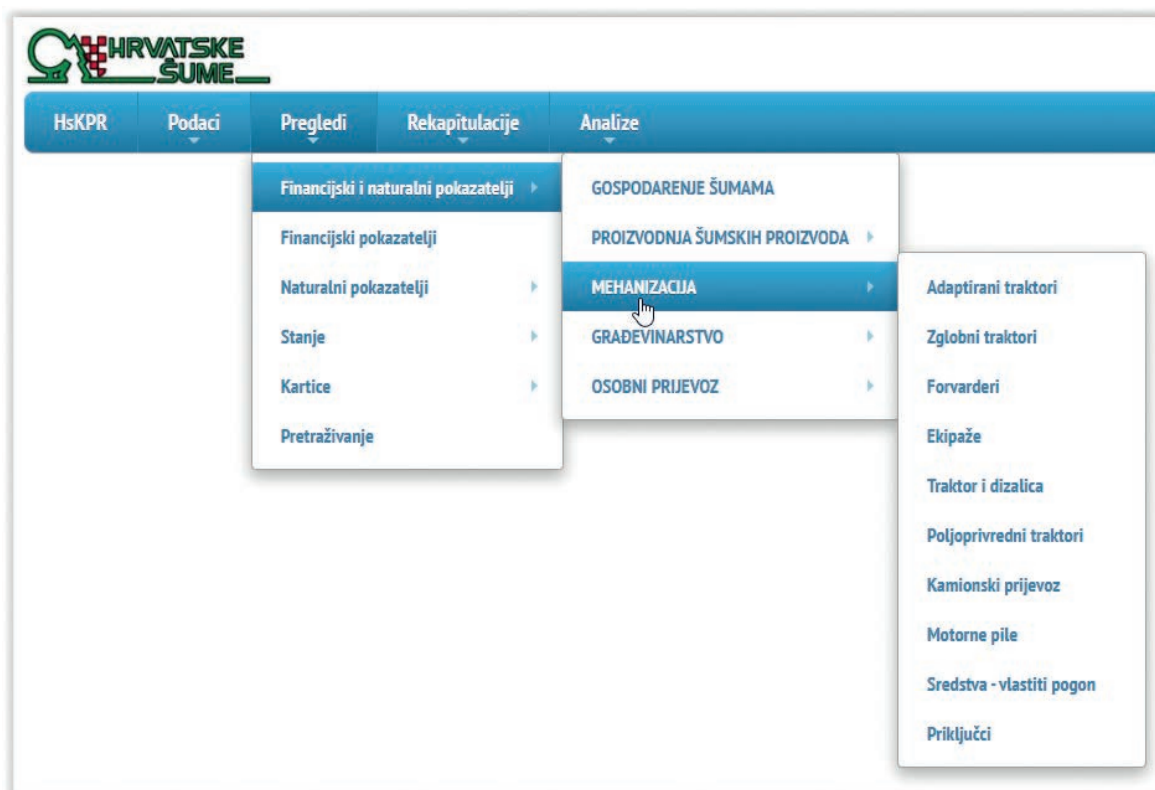 HRVATSKE
ŠUME
HsKPR Podaci Pregledi Rekapitulacije Analize
Financijski i naturalni pokazatelji
Financijski pokazatelji
Naturalni pokazatelji
Stanje
Kartice
Pretraživanje
GOSPODARENJE ŠUMAMA
PROIZVODNJA ŠUMSKIH PROIZVODA
MEHANIZACIJA
GRAĐEVINARSTVO
OSOBNI PRIJEVOZ
Adaptirani traktori
Zglobni traktori
Forvarderi
Ekipaže
Traktor i dizalica
Poljoprivredni traktori
Kamionski prijevoz
Motorne pile
Sredstva - vlastiti pogon
Priključci